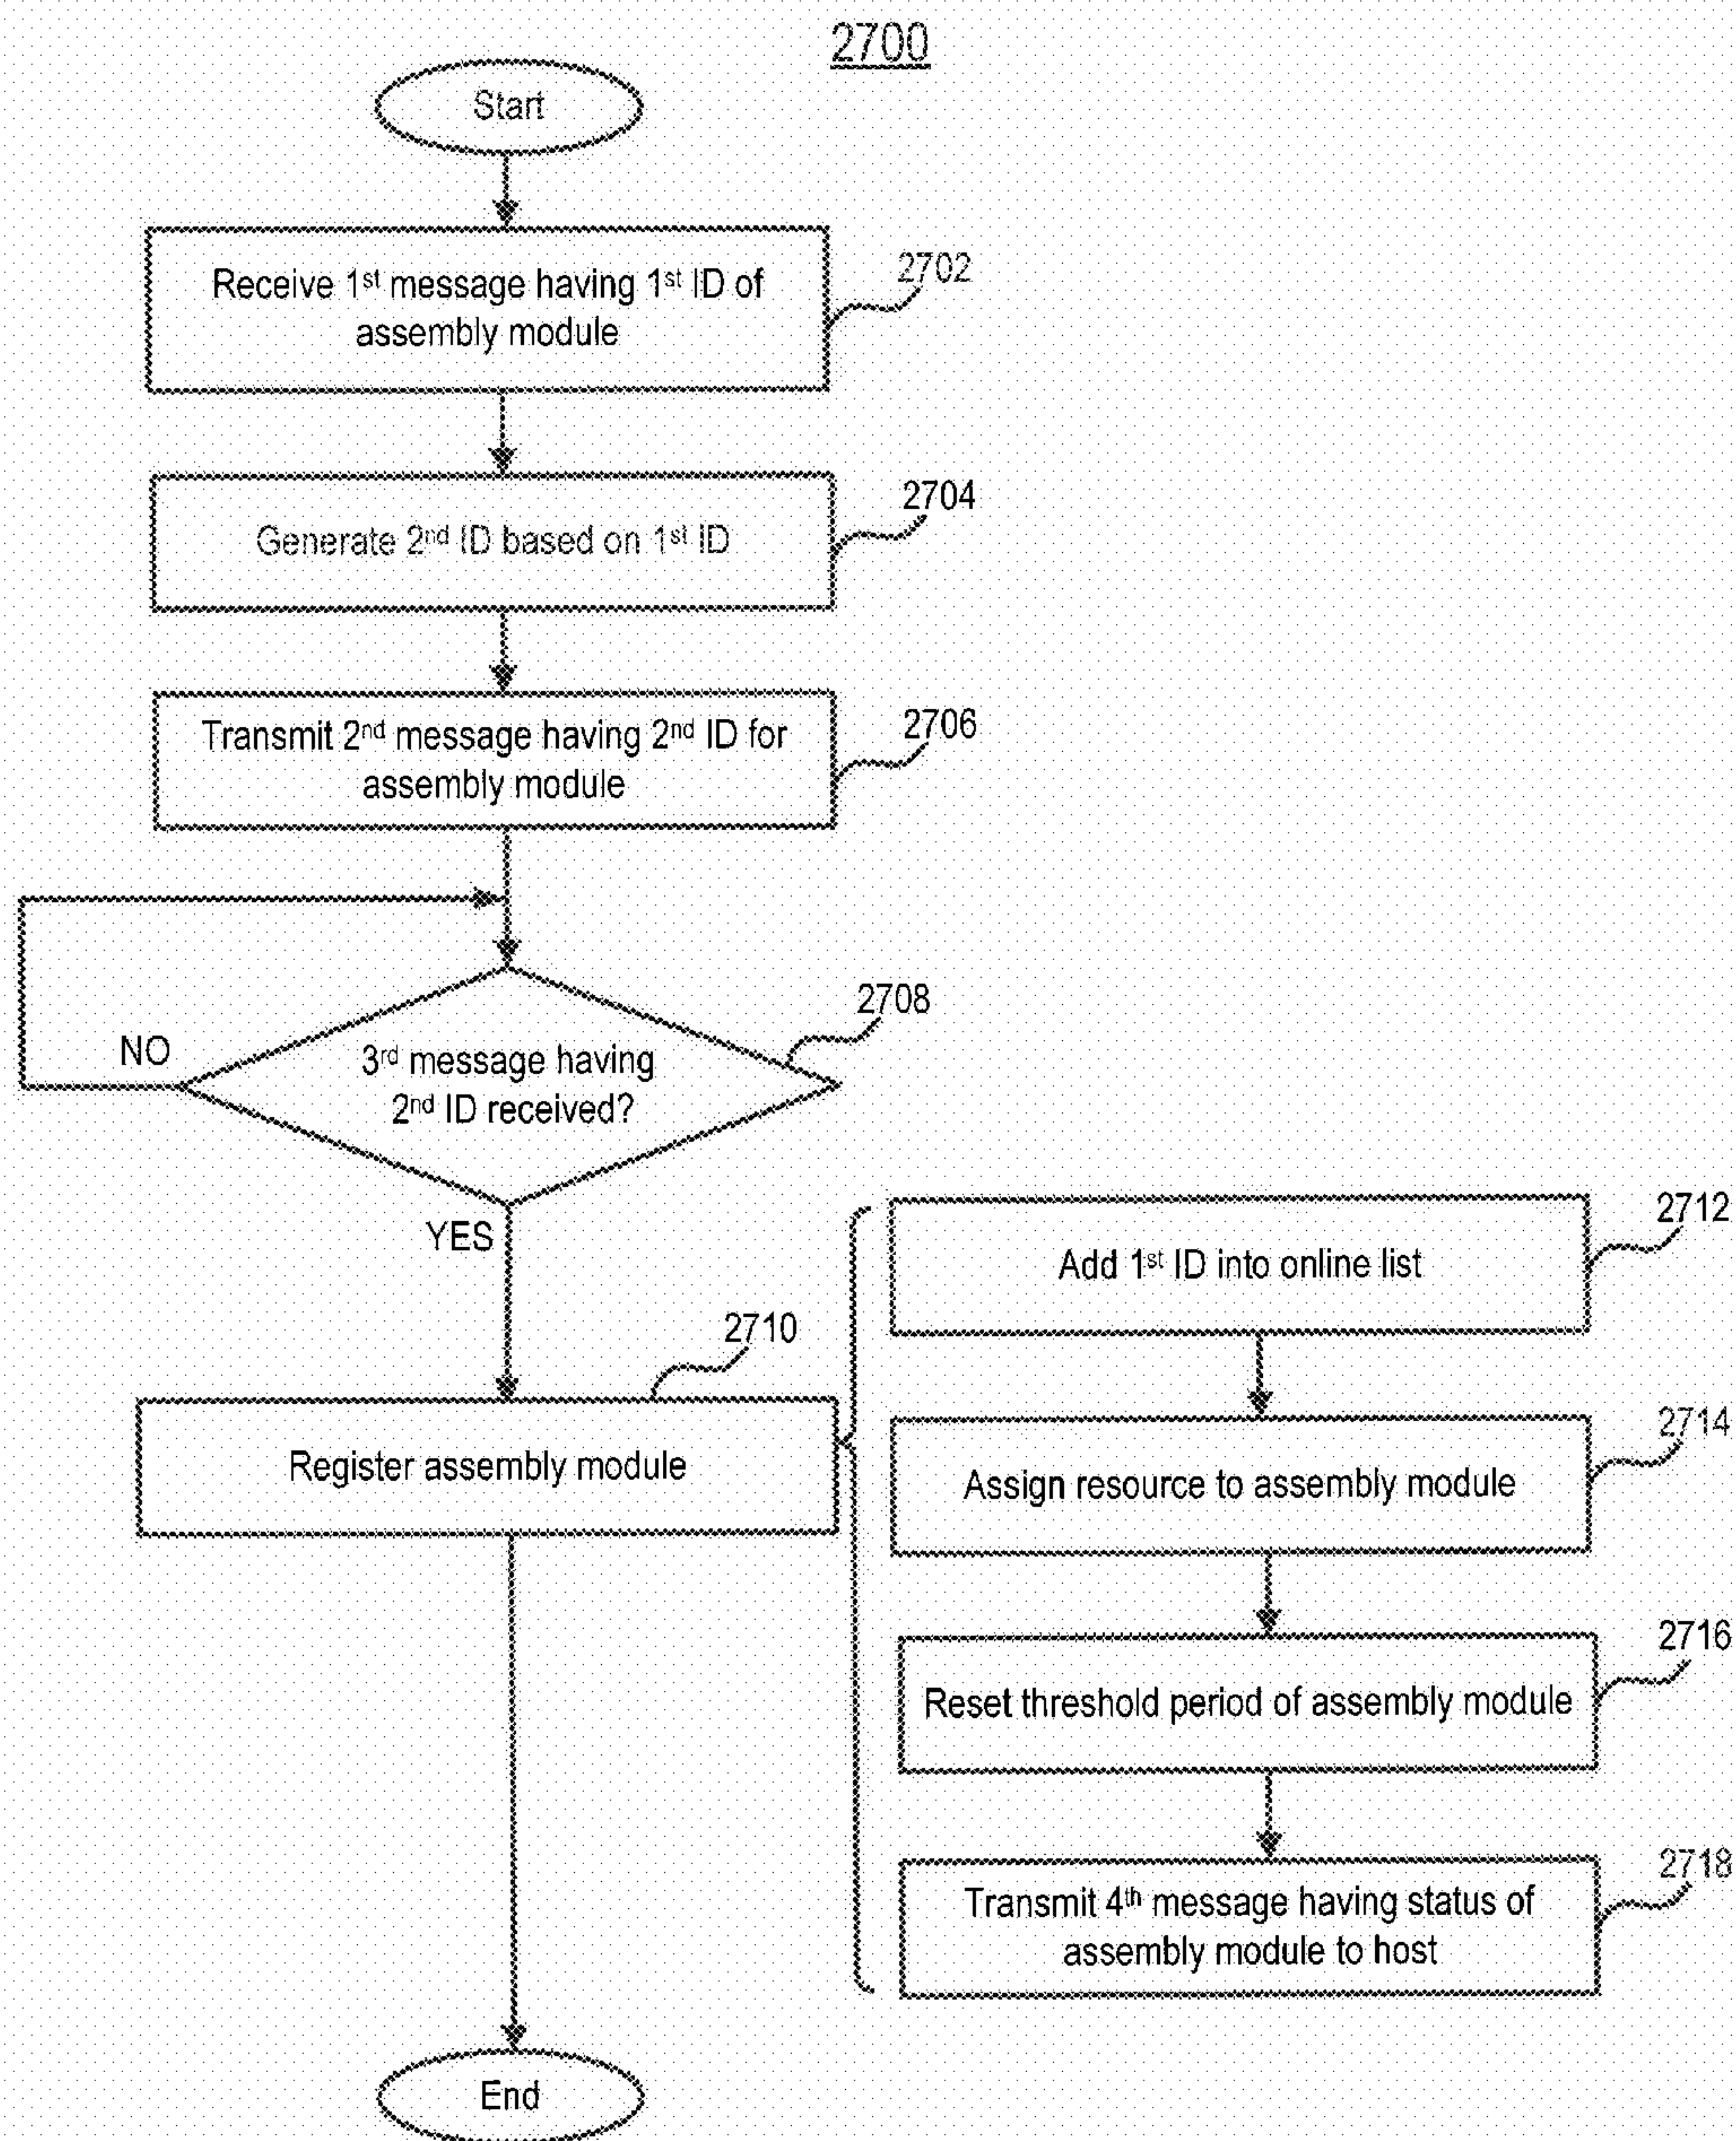 2700
Start
Receive 1st message having 1st ID of
assembly module
2702
Generate 2nd ID based on 1st ID
2704
Transmit 2nd message having 2nd ID for
assembly module
2706
3rd message having
2nd ID received?
2708
NO
YES
Register assembly module
2710
Add 1st ID into online list
2712
Assign resource to assembly module
2714
Reset threshold period of assembly module
2716
Transmit 4th message having status of
assembly module to host
2718
End